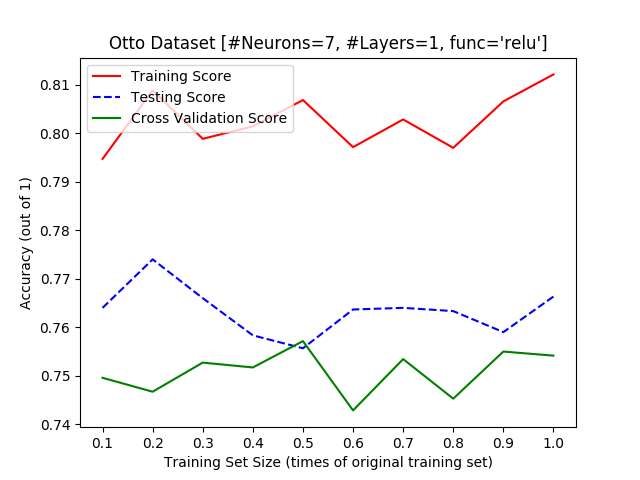 Otto Dataset [#Neurons=7, #Layers=1, func='relu']
Training Score
Testing Score
Cross Validation Score
Accuracy (out of 1)
0.81
0.80
0.79
0.78
0.77
0.76
0.75
0.74
0.1 0.2 0.3 0.4 0.5 0.6 0.7 0.8 0.9 1.0
Training Set Size (times of original training set)